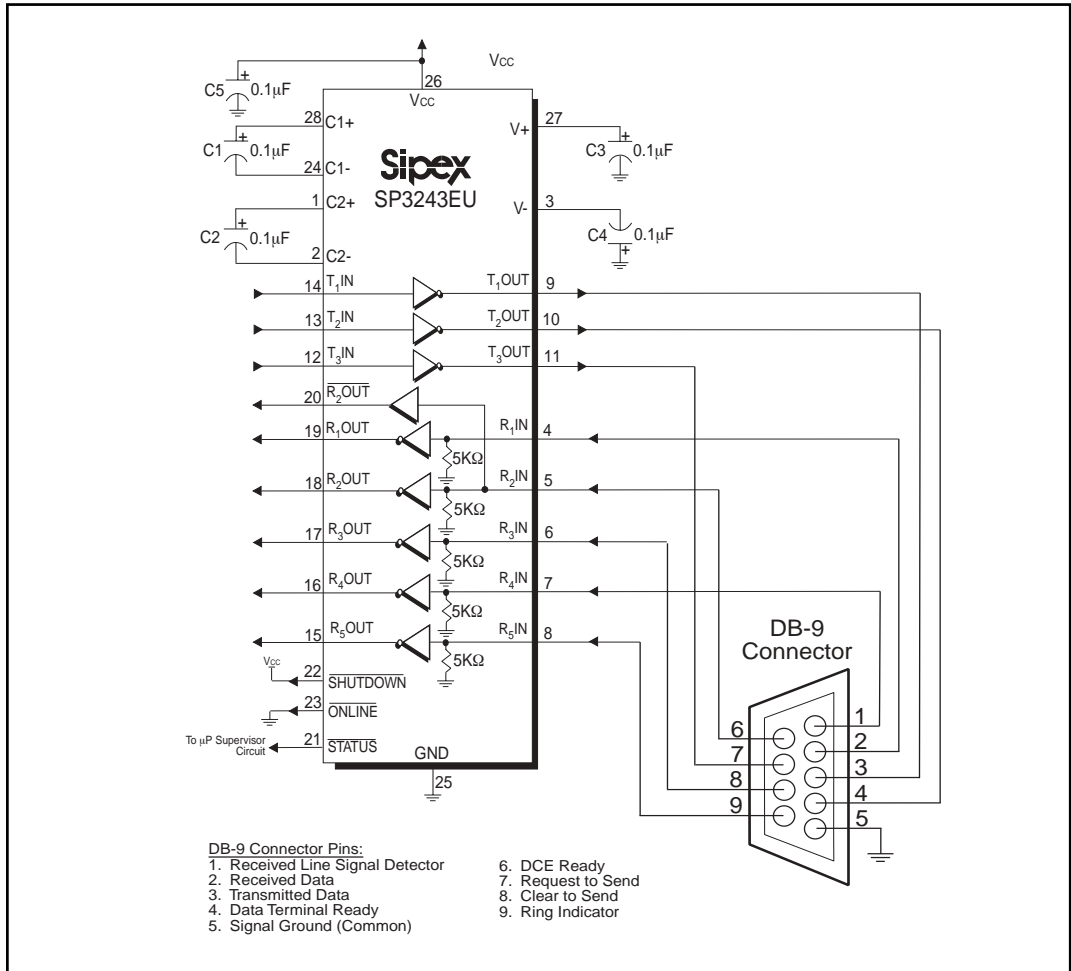 VCC
26
VCC
C5
+
0.1µF
28
C1+
C1
+
0.1µF
24
C1-
1
C2+
C2
+
0.1µF
2
C2-
Sipex
SP3243EU
V+
27
C3
+
0.1µF
V-
3
C4
0.1µF
+
14
T1IN
T1OUT
9
13
T2IN
T2OUT
10
12
T3IN
T3OUT
11
20
R2OUT
19
R1OUT
R1IN
4
5KΩ
18
R2OUT
R2IN
5
5KΩ
17
R3OUT
R3IN
6
5KΩ
16
R4OUT
R4IN
7
5KΩ
15
R5OUT
R5IN
8
5KΩ
VCC
22
SHUTDOWN
23
ONLINE
To µP Supervisor
Circuit
21
STATUS
GND
25
DB-9
Connector
6
7
8
9
1
2
3
4
5
DB-9 Connector Pins:
1. Received Line Signal Detector
2. Received Data
3. Transmitted Data
4. Data Terminal Ready
5. Signal Ground (Common)
6. DCE Ready
7. Request to Send
8. Clear to Send
9. Ring Indicator